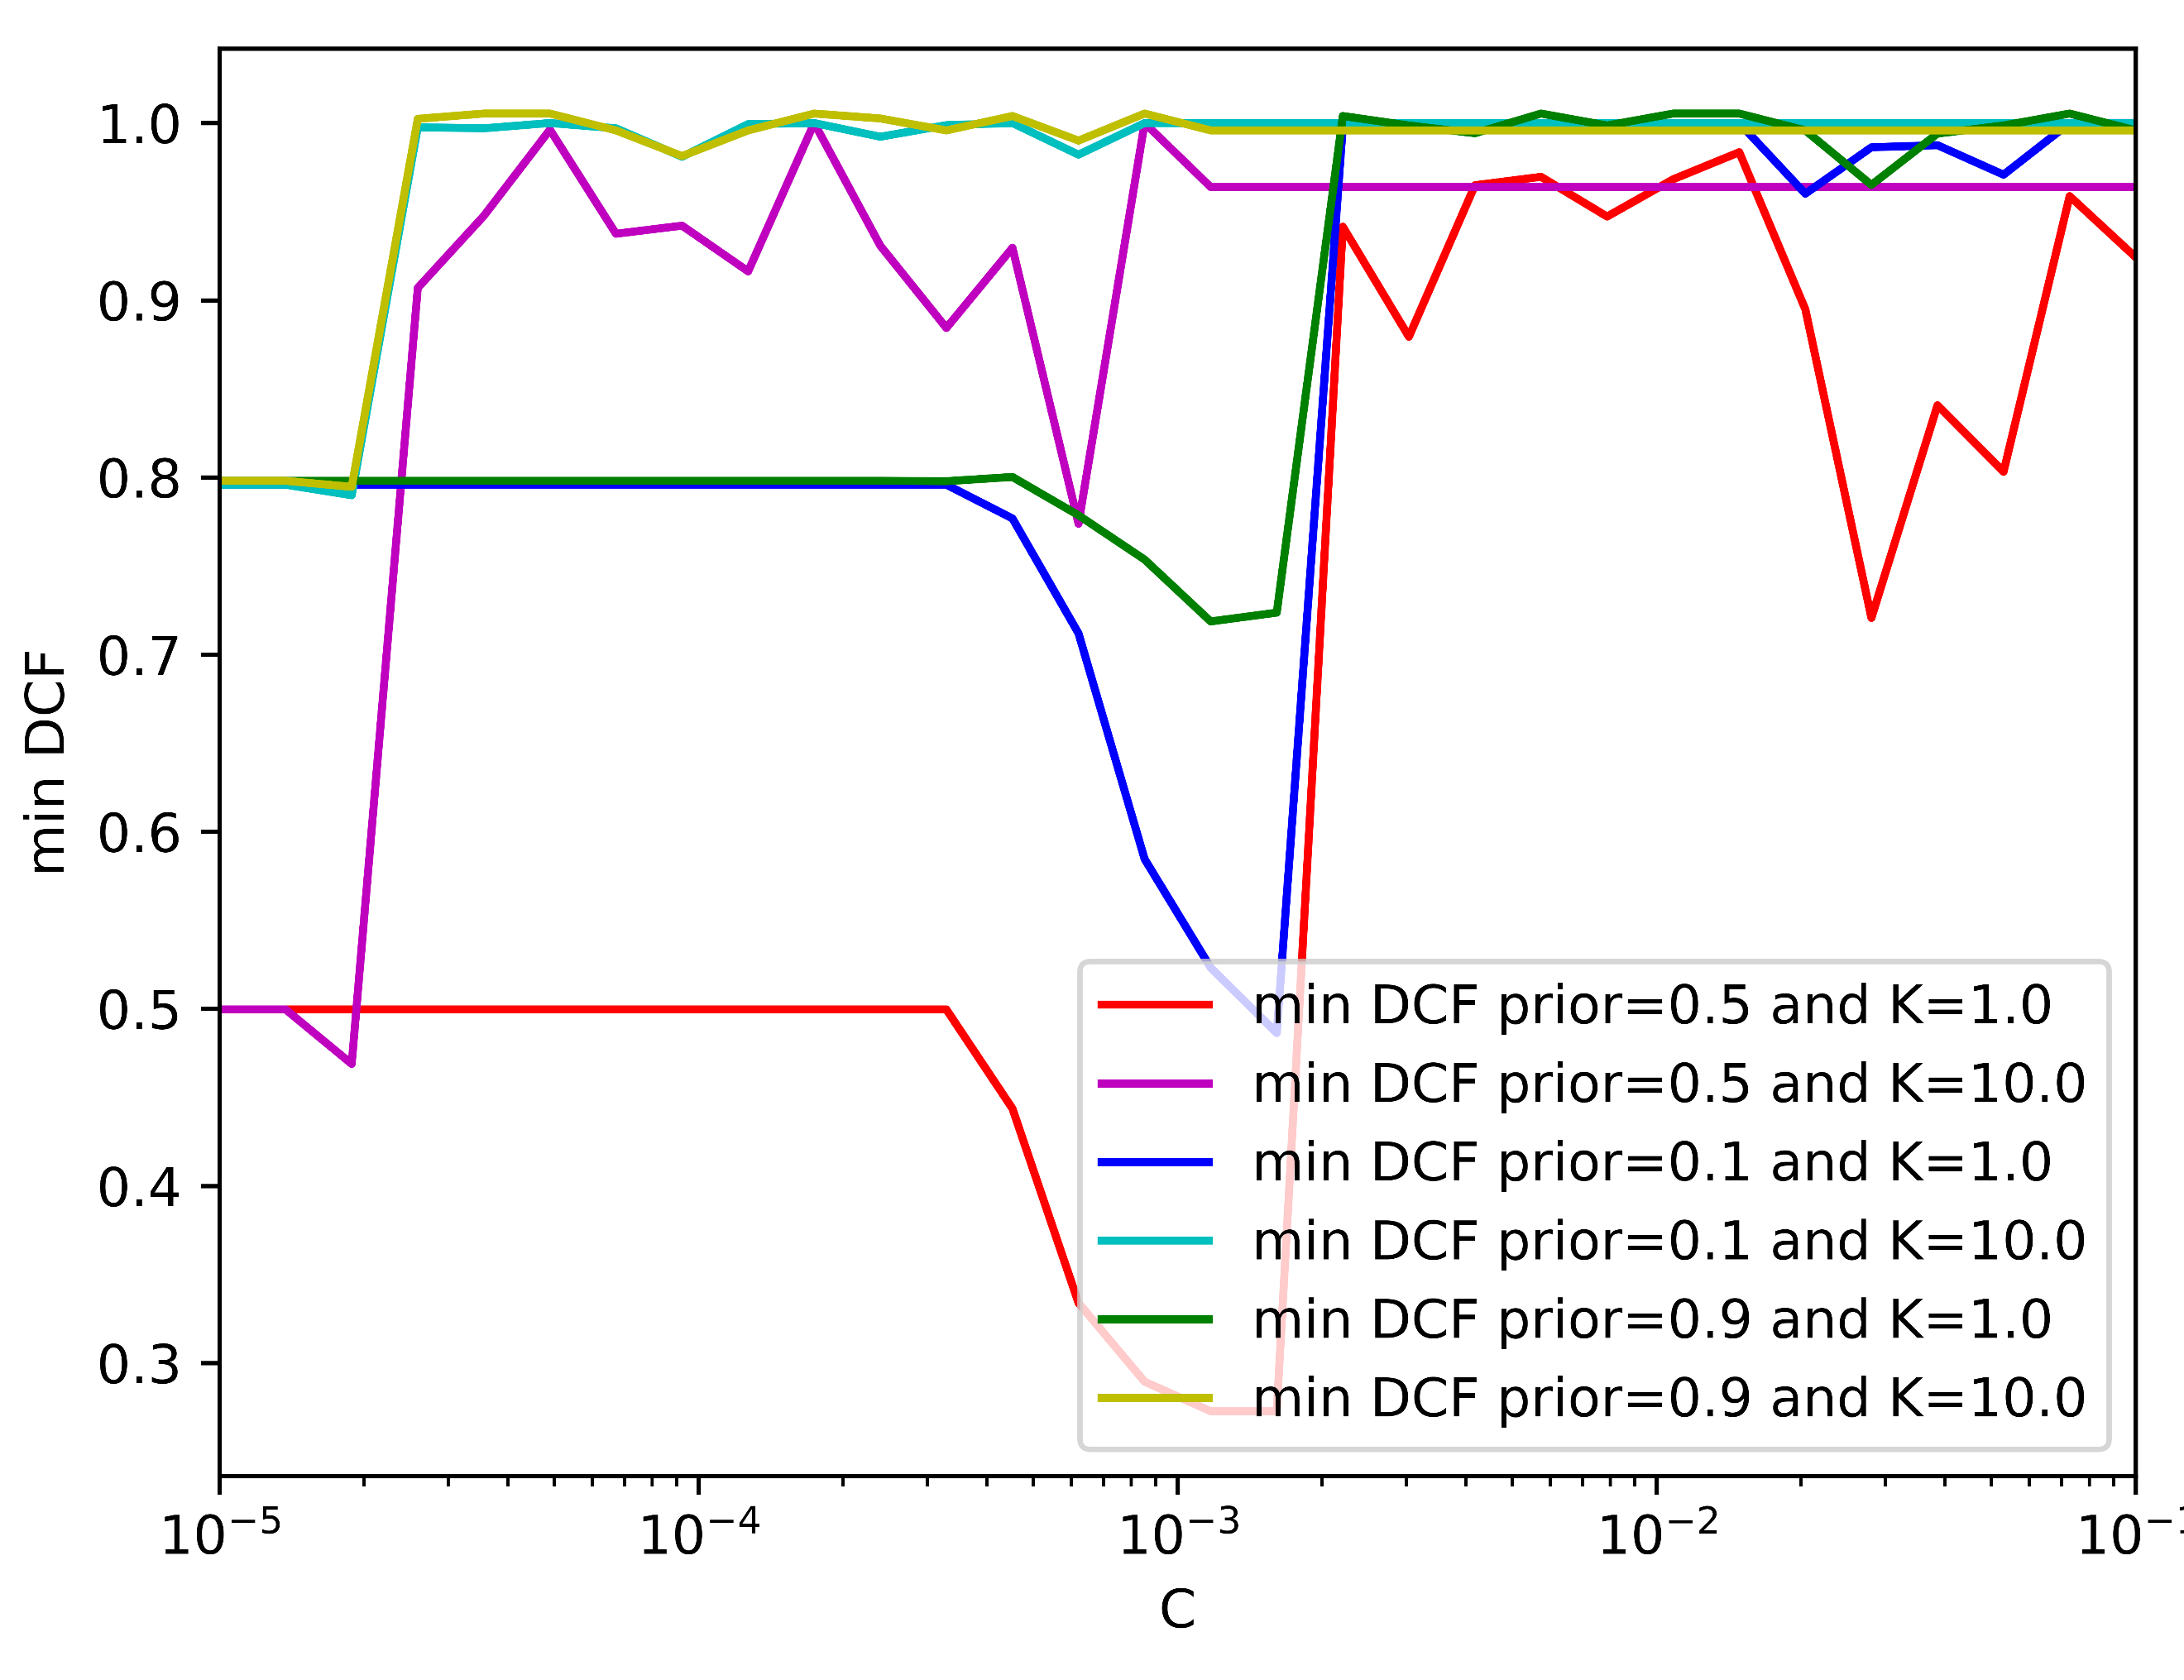 1.0
0.9
0.8
0.7
0.6
0.5
0.4
0.3
min DCF
min DCF prior=0.5 and K=1.0
min DCF prior=0.5 and K=10.0
min DCF prior=0.1 and K=1.0
min DCF prior=0.1 and K=10.0
min DCF prior=0.9 and K=1.0
min DCF prior=0.9 and K=10.0
10⁻⁵ 10⁻⁴ 10⁻³ 10⁻² 10⁻¹
C